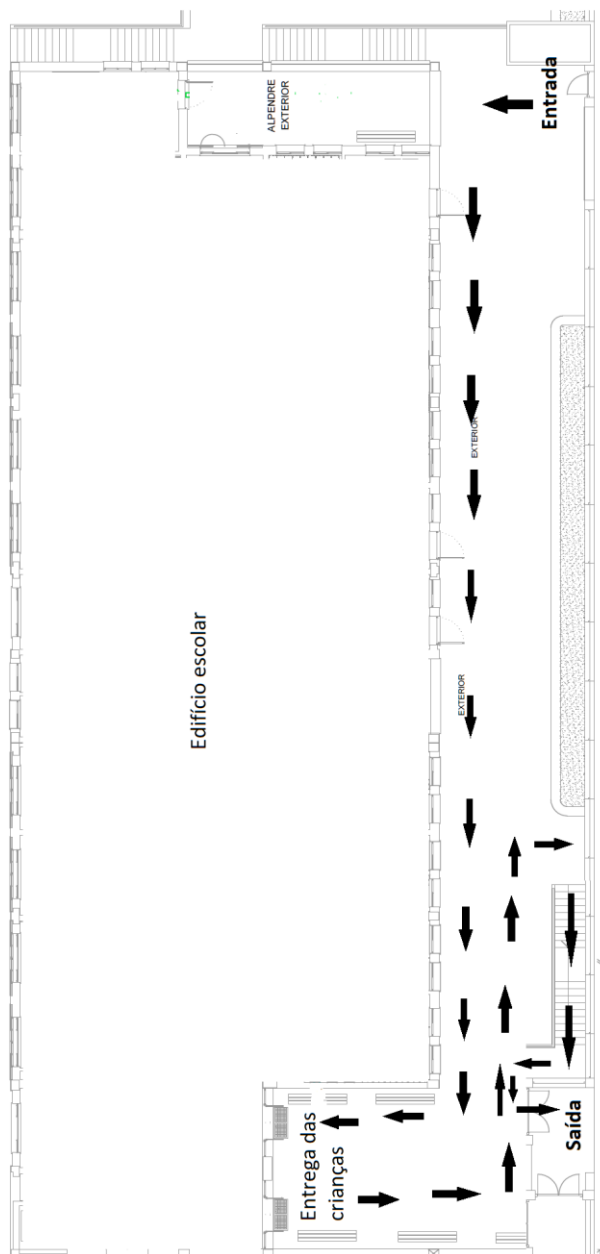 ALPENDRE
EXTERIOR
Entrada
EXTERIOR
Edifício escolar
EXTERIOR
Entrega das
crianças
Saída